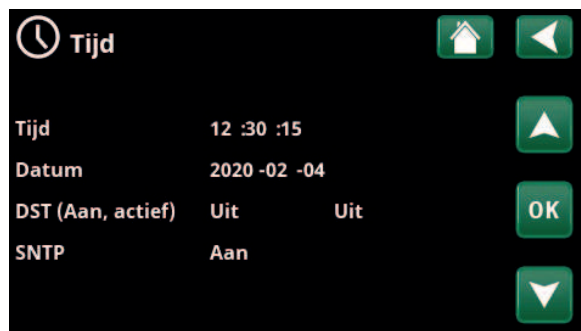 Tijd
Tijd 12 :30 :15
Datum 2020 -02 -04
DST (Aan, actief) Uit Uit
OK
SNTP Aan